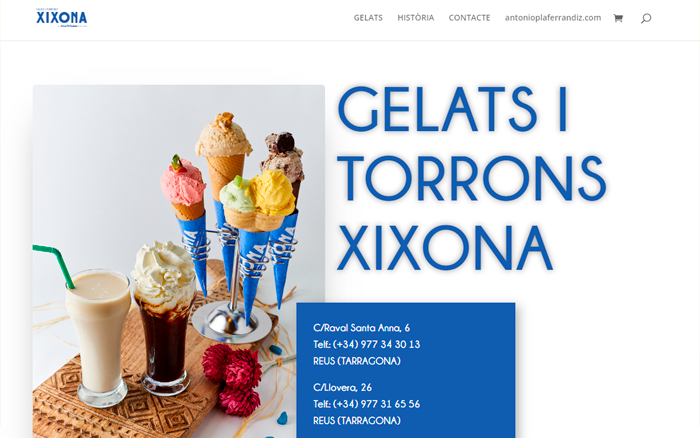 XIXONA
GELATS
HISTÒRIA
CONTACTE
antonioplaferrandiz.com
GELATS I
TORRONS
XIXONA
C/Raval Santa Anna, 6
Telf.: (+34) 977 34 30 13
REUS (TARRAGONA)
C/Llovera, 26
Telf.: (+34) 977 31 65 56
REUS (TARRAGONA)